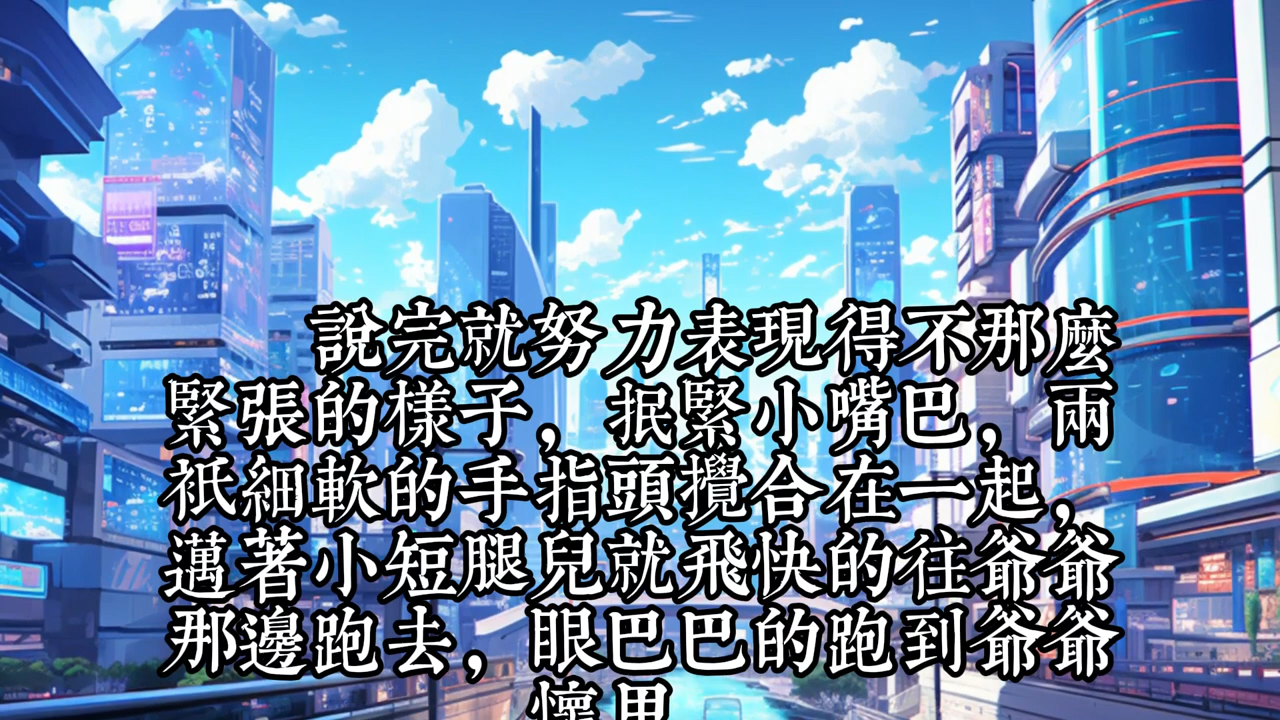 說完就努力表現得不那麼
緊張的樣子，抿緊小嘴巴，兩
祇細軟的手指頭攪合在一起，
邁著小短腿兒就飛快的往爺爺
那邊跑去，眼巴巴的跑到爺爺
懷里